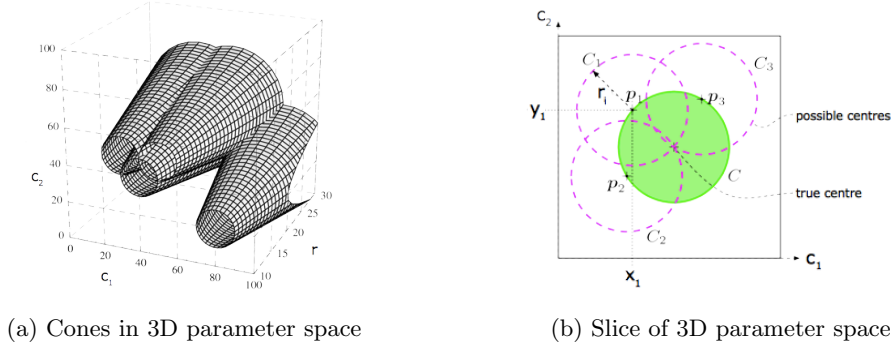 100
80
60
C₂
40
20
0
0
20
40
C₁
60
80
100
10
15
20
25
30
r
(a) Cones in 3D parameter space
C₂
C₁
C₃
rᵢ
p₁
p₃
y₁
possible centres
p₂
C
true centre
C₂
C₁
x₁
(b) Slice of 3D parameter space